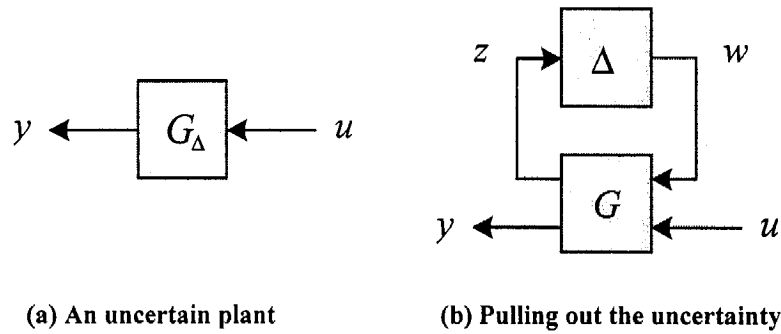 z Δ w
y G_Δ u
G
y u
(a) An uncertain plant
(b) Pulling out the uncertainty